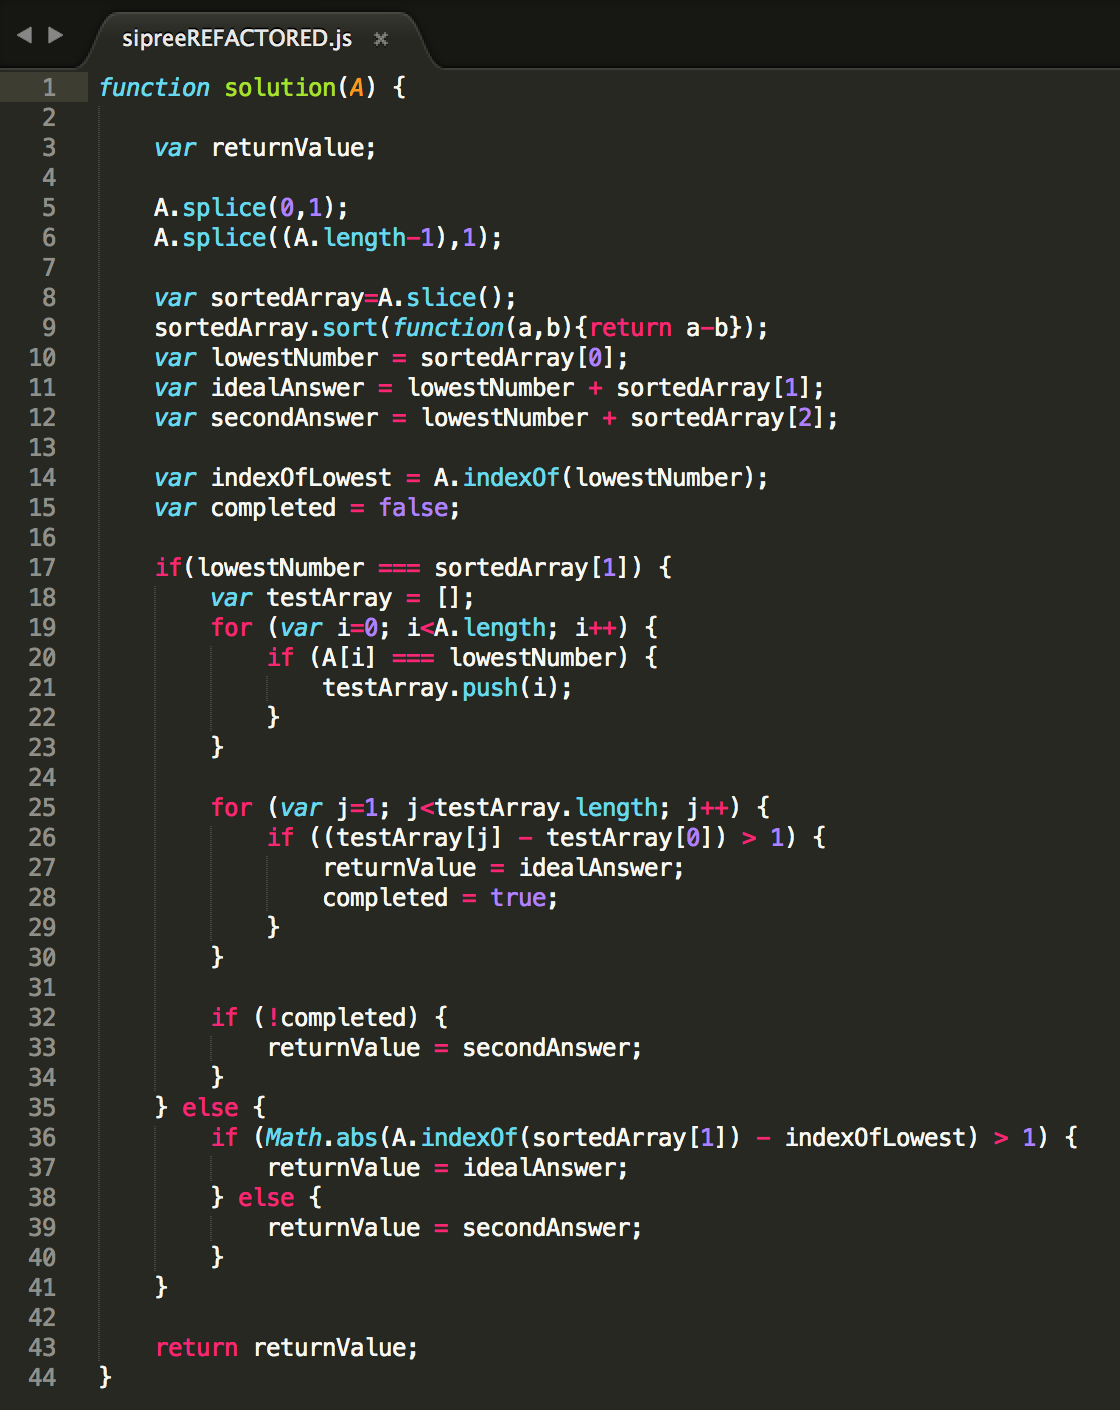 sipreeREFACTORED.js ×
1 function solution(A) {
2
3     var returnValue;
4
5     A.splice(0,1);
6     A.splice((A.length-1),1);
7
8     var sortedArray=A.slice();
9     sortedArray.sort(function(a,b){return a-b});
10     var lowestNumber = sortedArray[0];
11     var idealAnswer = lowestNumber + sortedArray[1];
12     var secondAnswer = lowestNumber + sortedArray[2];
13
14     var indexOfLowest = A.indexOf(lowestNumber);
15     var completed = false;
16
17     if(lowestNumber === sortedArray[1]) {
18         var testArray = [];
19         for (var i=0; i<A.length; i++) {
20             if (A[i] === lowestNumber) {
21                 testArray.push(i);
22             }
23         }
24
25         for (var j=1; j<testArray.length; j++) {
26             if ((testArray[j] - testArray[0]) > 1) {
27                 returnValue = idealAnswer;
28                 completed = true;
29             }
30         }
31
32         if (!completed) {
33             returnValue = secondAnswer;
34         }
35     } else {
36         if (Math.abs(A.indexOf(sortedArray[1]) - indexOfLowest) > 1) {
37             returnValue = idealAnswer;
38         } else {
39             returnValue = secondAnswer;
40         }
41     }
42
43     return returnValue;
44 }